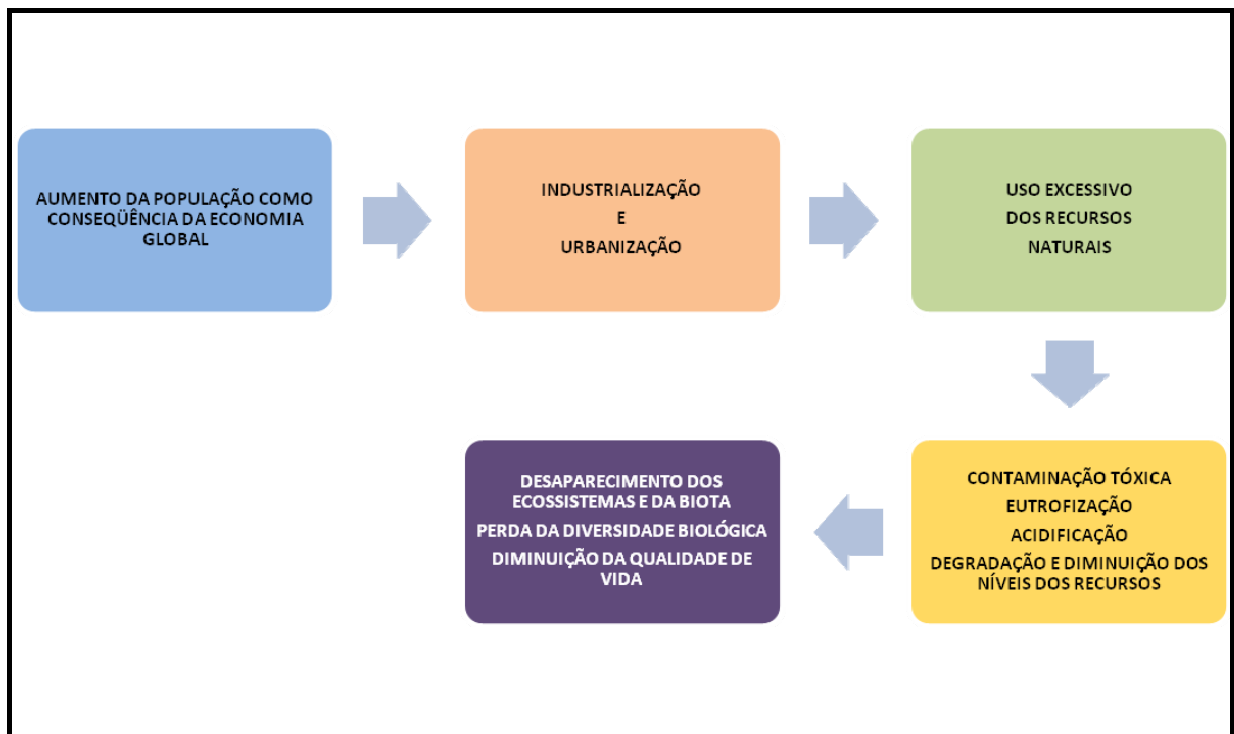 AUMENTO DA POPULAÇÃO COMO
CONSEQÜÊNCIA DA ECONOMIA
GLOBAL
INDUSTRIALIZAÇÃO
E
URBANIZAÇÃO
USO EXCESSIVO
DOS RECURSOS
NATURAIS
CONTAMINAÇÃO TÓXICA
EUTROFIZAÇÃO
ACIDIFICAÇÃO
DEGRADAÇÃO E DIMINUIÇÃO DOS
NÍVEIS DOS RECURSOS
DESAPARECIMENTO DOS
ECOSSISTEMAS E DA BIOTA
PERDA DA DIVERSIDADE BIOLÓGICA
DIMINUIÇÃO DA QUALIDADE DE
VIDA